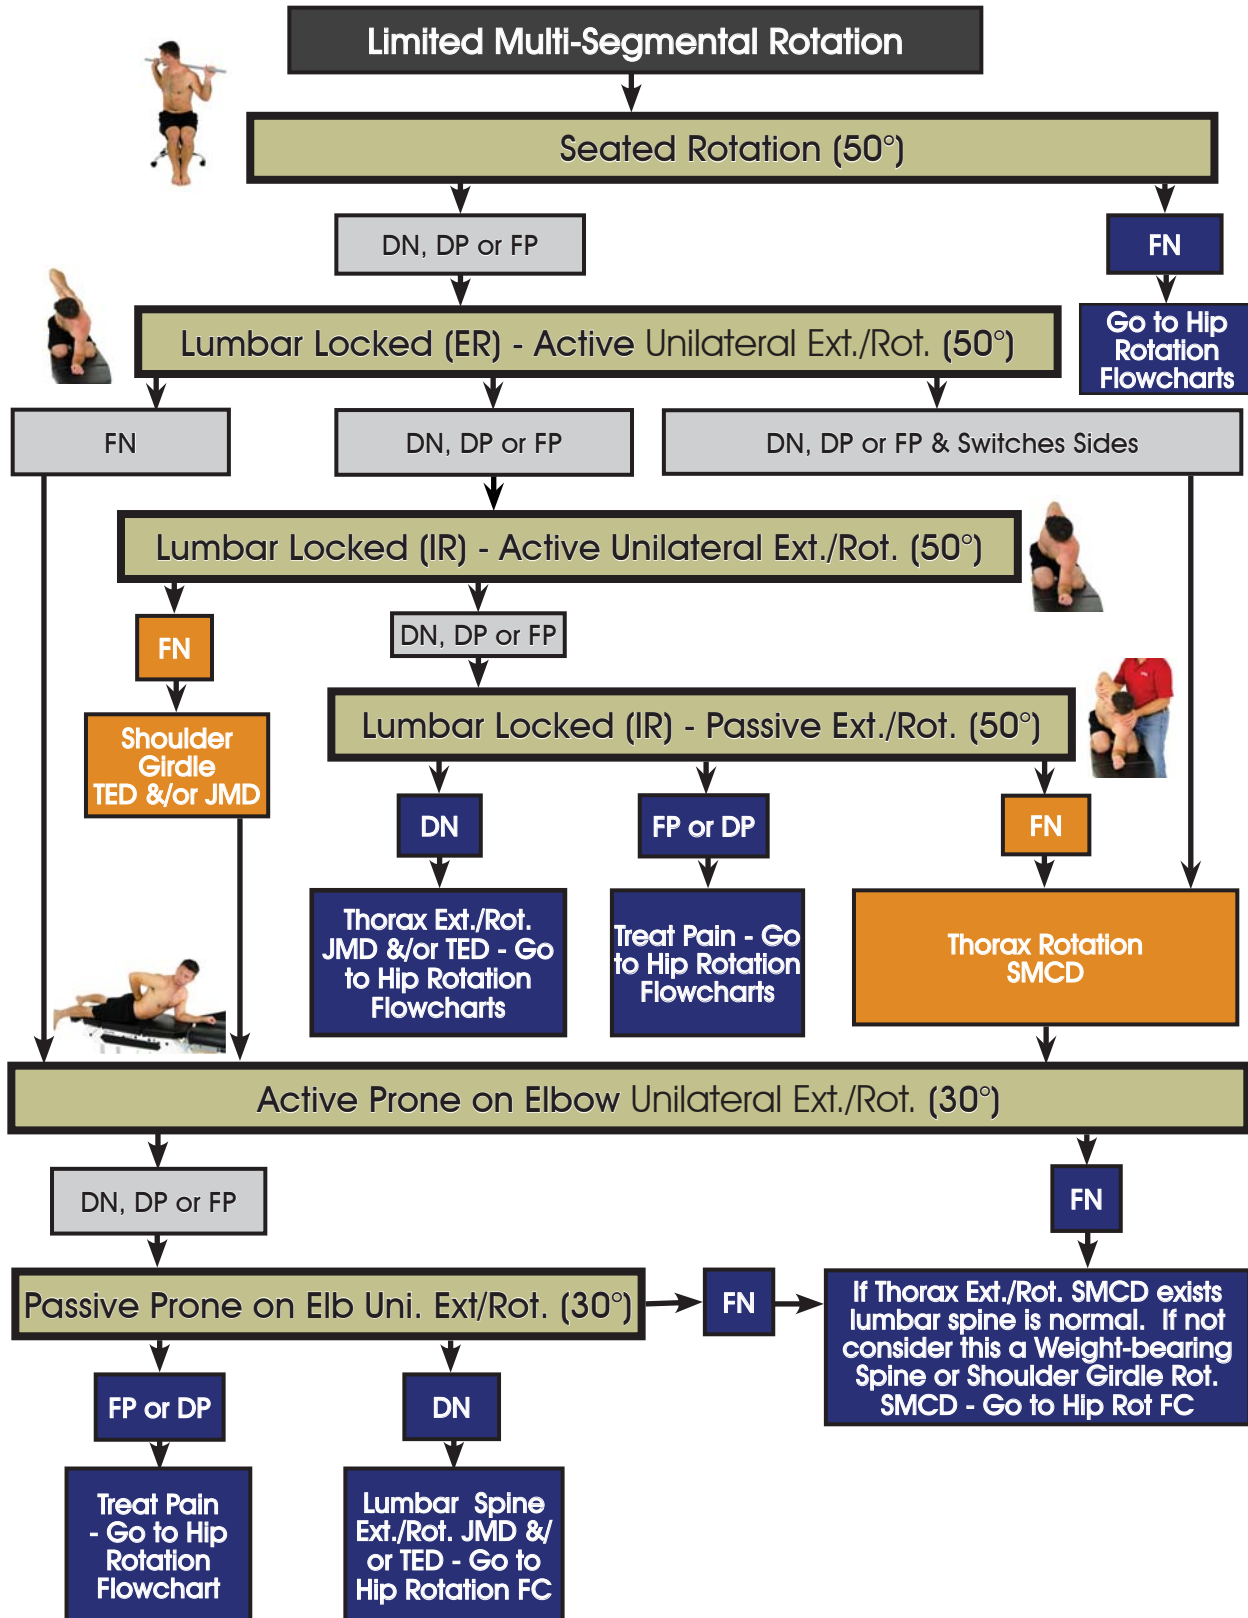 Limited Multi-Segmental Rotation
Seated Rotation (50°)
DN, DP or FP
FN
Go to Hip
Rotation
Flowcharts
Lumbar Locked (ER) - Active Unilateral Ext./Rot. (50°)
FN
DN, DP or FP
DN, DP or FP & Switches Sides
Lumbar Locked (IR) - Active Unilateral Ext./Rot. (50°)
FN
DN, DP or FP
Shoulder
Girdle
TED &/or JMD
Lumbar Locked (IR) - Passive Ext./Rot. (50°)
DN
FP or DP
FN
Thorax Ext./Rot.
JMD &/or TED - Go
to Hip Rotation
Flowcharts
Treat Pain - Go
to Hip Rotation
Flowcharts
Thorax Rotation
SMCD
Active Prone on Elbow Unilateral Ext./Rot. (30°)
DN, DP or FP
FN
Passive Prone on Elb Uni. Ext/Rot. (30°)
FN
If Thorax Ext./Rot. SMCD exists
lumbar spine is normal. If not
consider this a Weight-bearing
Spine or Shoulder Girdle Rot.
SMCD - Go to Hip Rot FC
FP or DP
DN
Treat Pain
- Go to Hip
Rotation
Flowchart
Lumbar Spine
Ext./Rot. JMD &/
or TED - Go to
Hip Rotation FC